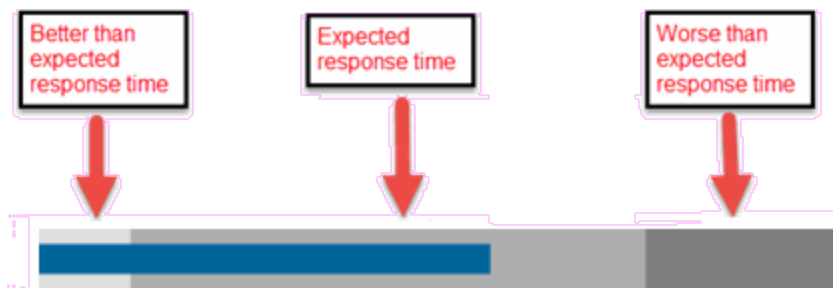 Better than
expected
response time
Expected
response time
Worse than
expected
response time